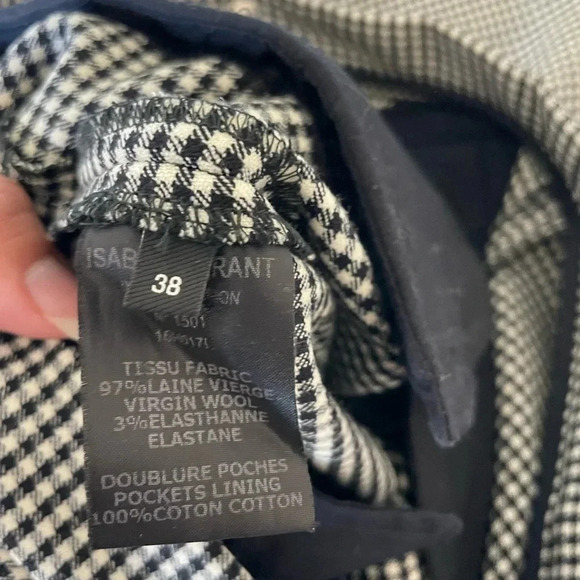 ISAB RANT
38
ON
1501
TISSU FABRIC
97%LAINE VIERGE
VIRGIN WOOL
3%ELASTHANNE
ELASTANE
DOUBLURE POCHES
POCKETS LINING
100%COTON COTTON